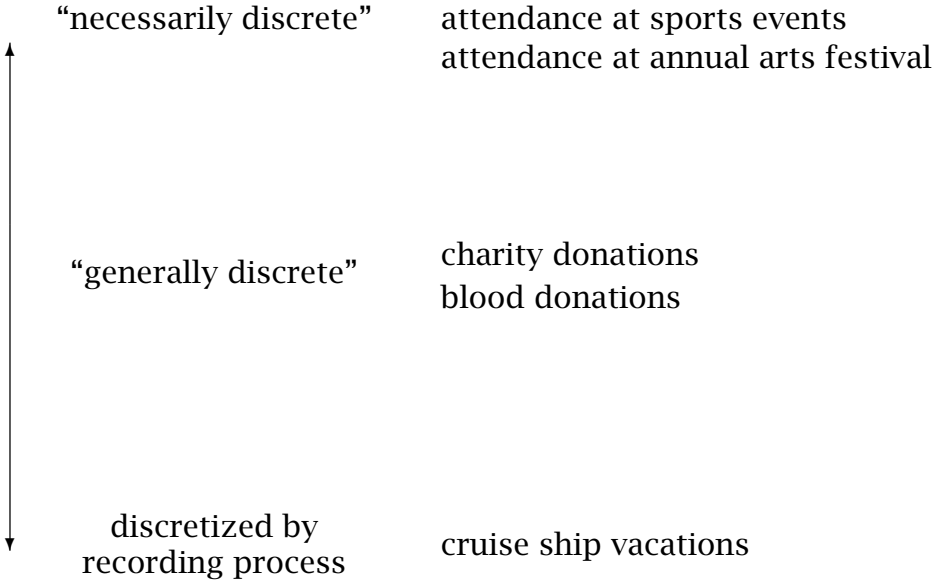 “necessarily discrete”
attendance at sports events
attendance at annual arts festival
“generally discrete”
charity donations
blood donations
discretized by
recording process
cruise ship vacations